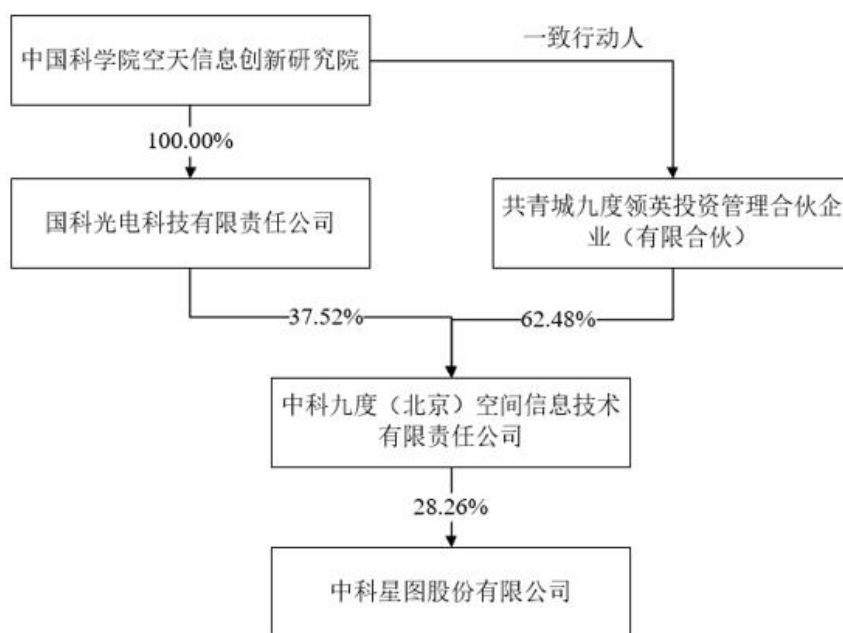 中国科学院空天信息创新研究院
一致行动人
100.00%
国科光电科技有限责任公司
共青城九度领英投资管理合伙企
业（有限合伙）
37.52%
62.48%
中科九度（北京）空间信息技术
有限责任公司
28.26%
中科星图股份有限公司